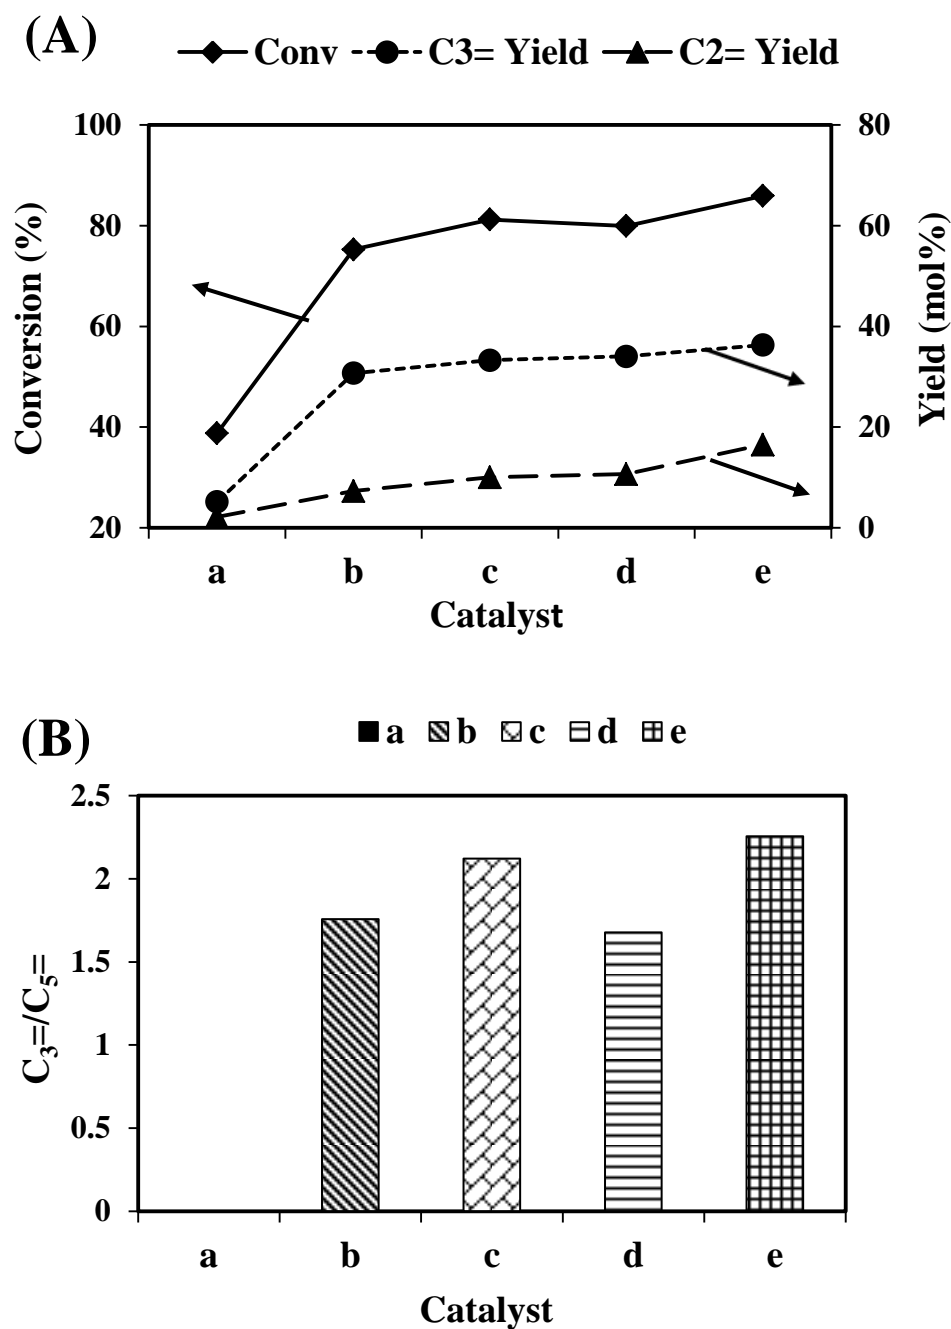 (A)
Conv C3= Yield C2= Yield
100
80
60
40
20
80
60
40
20
0
Conversion (%)
Yield (mol%)
a b c d e
Catalyst
(B)
a b c d e
2.5
2
1.5
1
0.5
0
C₃=/C₅=
a b c d e
Catalyst